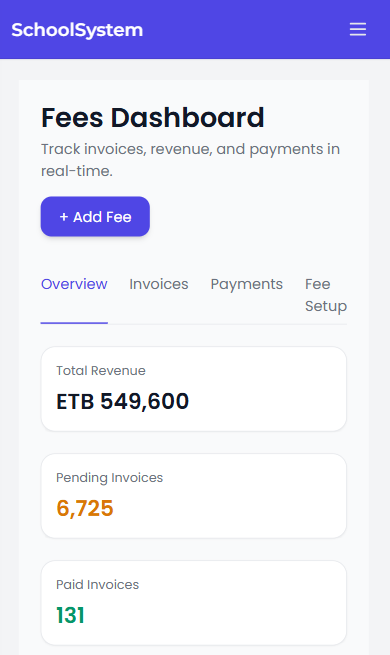 SchoolSystem
Fees Dashboard
Track invoices, revenue, and payments in
real-time.
+ Add Fee
Overview Invoices Payments Fee
Setup
Total Revenue
ETB 549,600
Pending Invoices
6,725
Paid Invoices
131